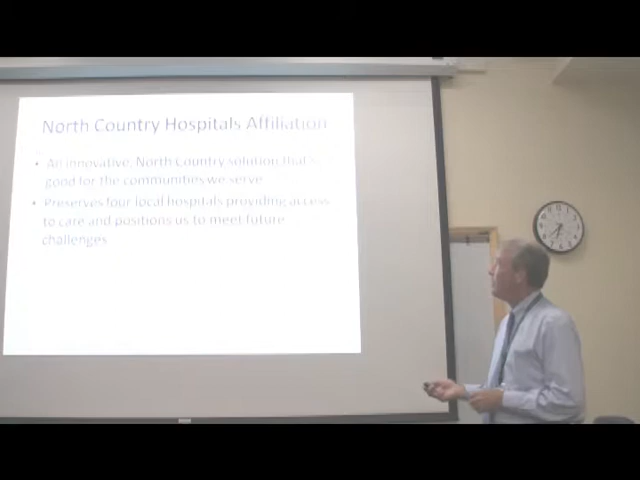 North Country Hospitals Affiliation
• An innovative, North Country solution that is
good for the communities we serve
• Preserves four local hospitals providing access
to care and positions us to meet future
challenges